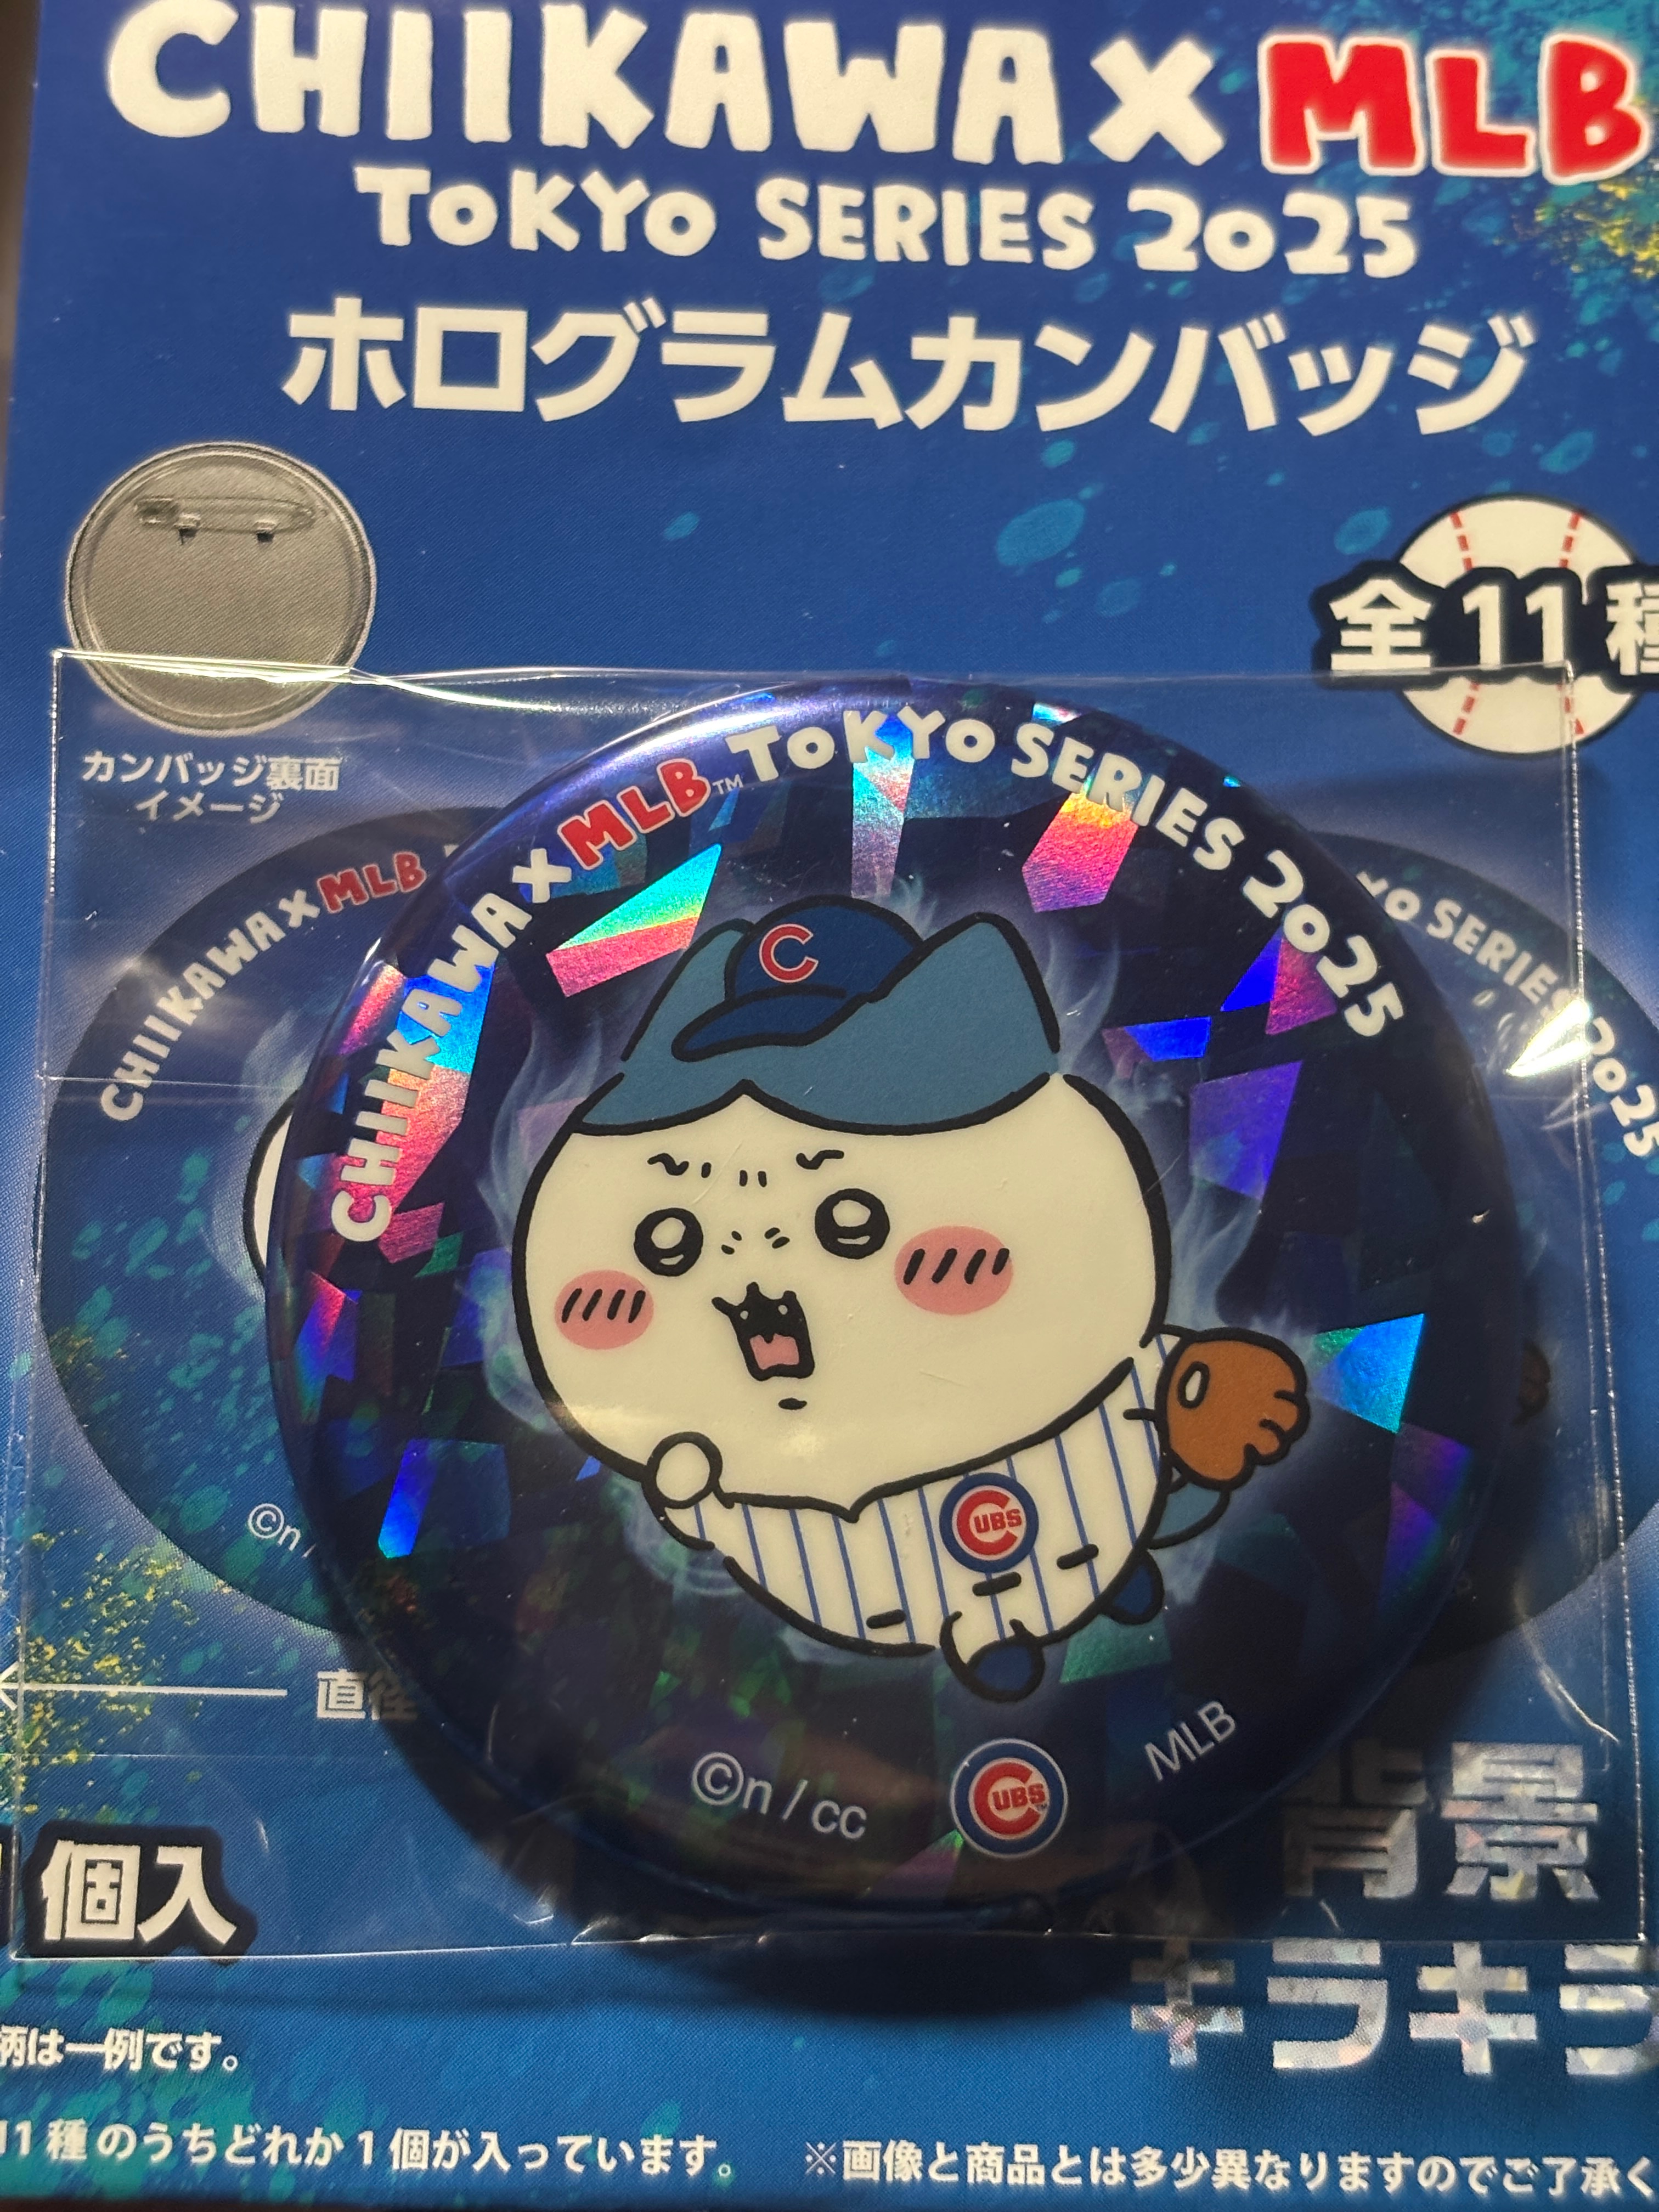 CHIIKAWA × MLB
TOKYO SERIES 2025
ホログラムカンバッジ
全11種
カンバッジ裏面
イメージ
CHIIKAWA × MLB
YO SERIES 2025
CHIIKAWA × MLB™ TOKYO SERIES 2025
C
CUBS
©n /
直径
©n / cc
CUBS™
MLB
個入
背景
キラキラ
柄は一例です。
11種のうちどれか1個が入っています。
※画像と商品とは多少異なりますのでご了承く